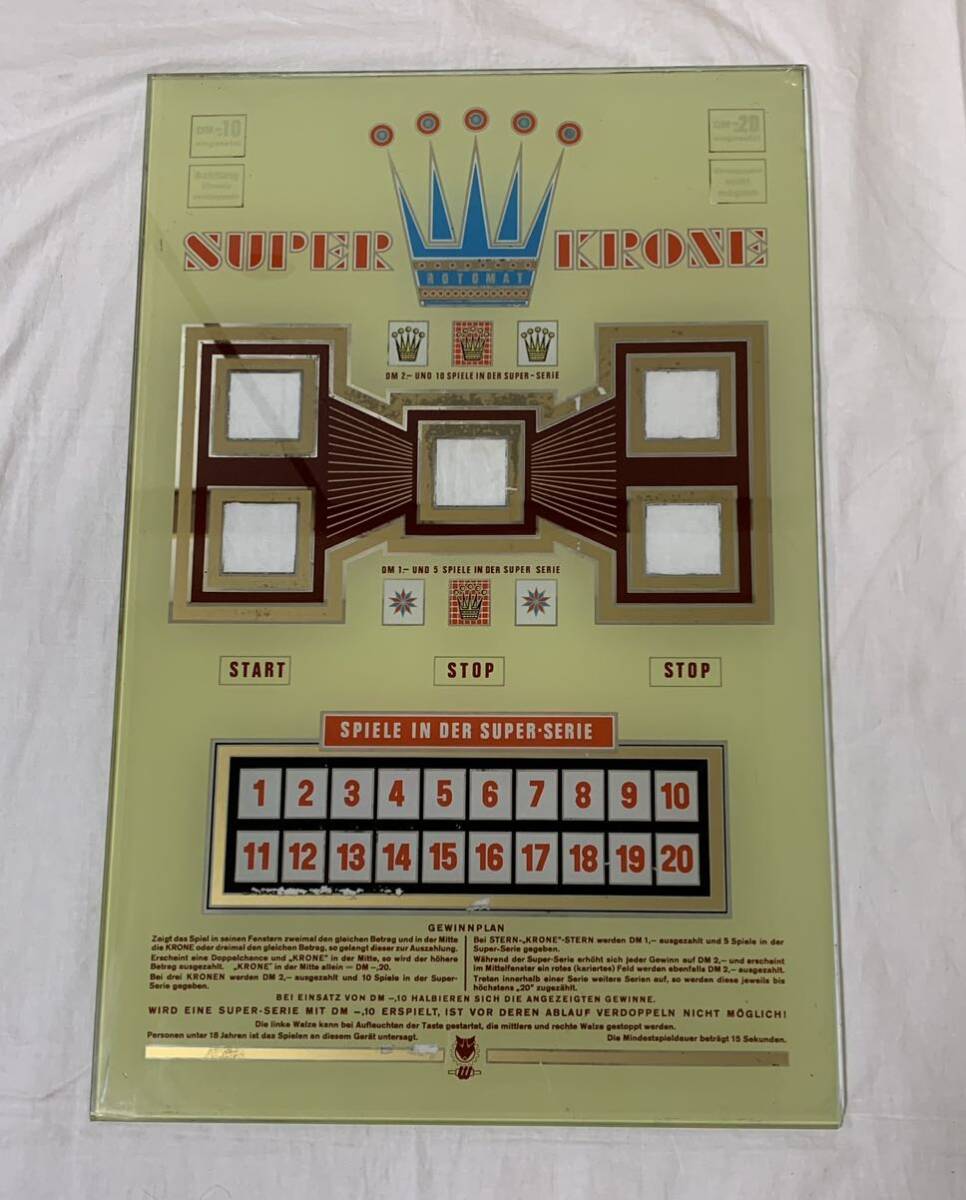 DM -.10
DM -.20
Achtung
SUPER KRONE
ROTOMAT
DM 2,- UND 10 SPIELE IN DER SUPER-SERIE
DM 1,- UND 5 SPIELE IN DER SUPER SERIE
START STOP STOP
SPIELE IN DER SUPER-SERIE
1 2 3 4 5 6 7 8 9 10
11 12 13 14 15 16 17 18 19 20
GEWINNPLAN
Zeigt das Spiel in seinen Fenstern zweimal den gleichen Betrag und in der Mitte
die KRONE oder dreimal den gleichen Betrag, so gelangt dieser zur Auszahlung.
Erscheint eine Doppelchance und „KRONE" in der Mitte, so wird der höhere
Betrag ausgezahlt. „KRONE" in der Mitte allein = DM -,20.
Bei drei KRONEN werden DM 2,- ausgezahlt und 10 Spiele in der Super-
Serie gegeben.
Bei STERN-„KRONE"-STERN werden DM 1,- ausgezahlt und 5 Spiele in der
Super-Serie gegeben.
Während der Super-Serie erhöht sich jeder Gewinn auf DM 2,- und erscheint
im Mittelfenster ein rotes (kariertes) Feld werden ebenfalls DM 2,- ausgezahlt.
Treten innerhalb einer Serie weitere Serien auf, so werden diese jeweils bis
höchstens „20" zugezählt.
BEI EINSATZ VON DM -,10 HALBIEREN SICH DIE ANGEZEIGTEN GEWINNE.
WIRD EINE SUPER-SERIE MIT DM -,10 ERSPIELT, IST VOR DEREN ABLAUF VERDOPPELN NICHT MÖGLICH!
Die linke Walze kann bei Aufleuchten der Taste gestartet, die mittlere und rechte Walze gestoppt werden.
Personen unter 18 Jahren ist das Spielen an diesem Gerät untersagt.
Die Mindestspieldauer beträgt 15 Sekunden.